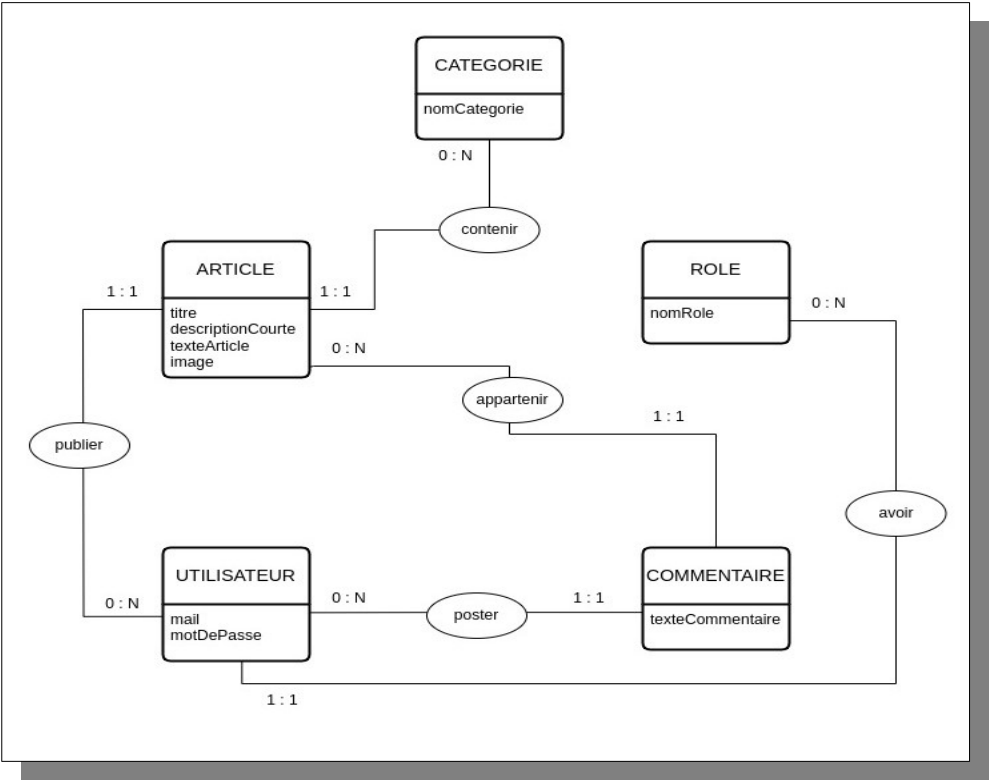 CATEGORIE
nomCategorie
0 : N
contenir
ARTICLE
titre
descriptionCourte
texteArticle
image
1 : 1
1 : 1
0 : N
ROLE
nomRole
0 : N
appartenir
1 : 1
publier
avoir
UTILISATEUR
mail
motDePasse
0 : N
0 : N
poster
1 : 1
COMMENTAIRE
texteCommentaire
1 : 1